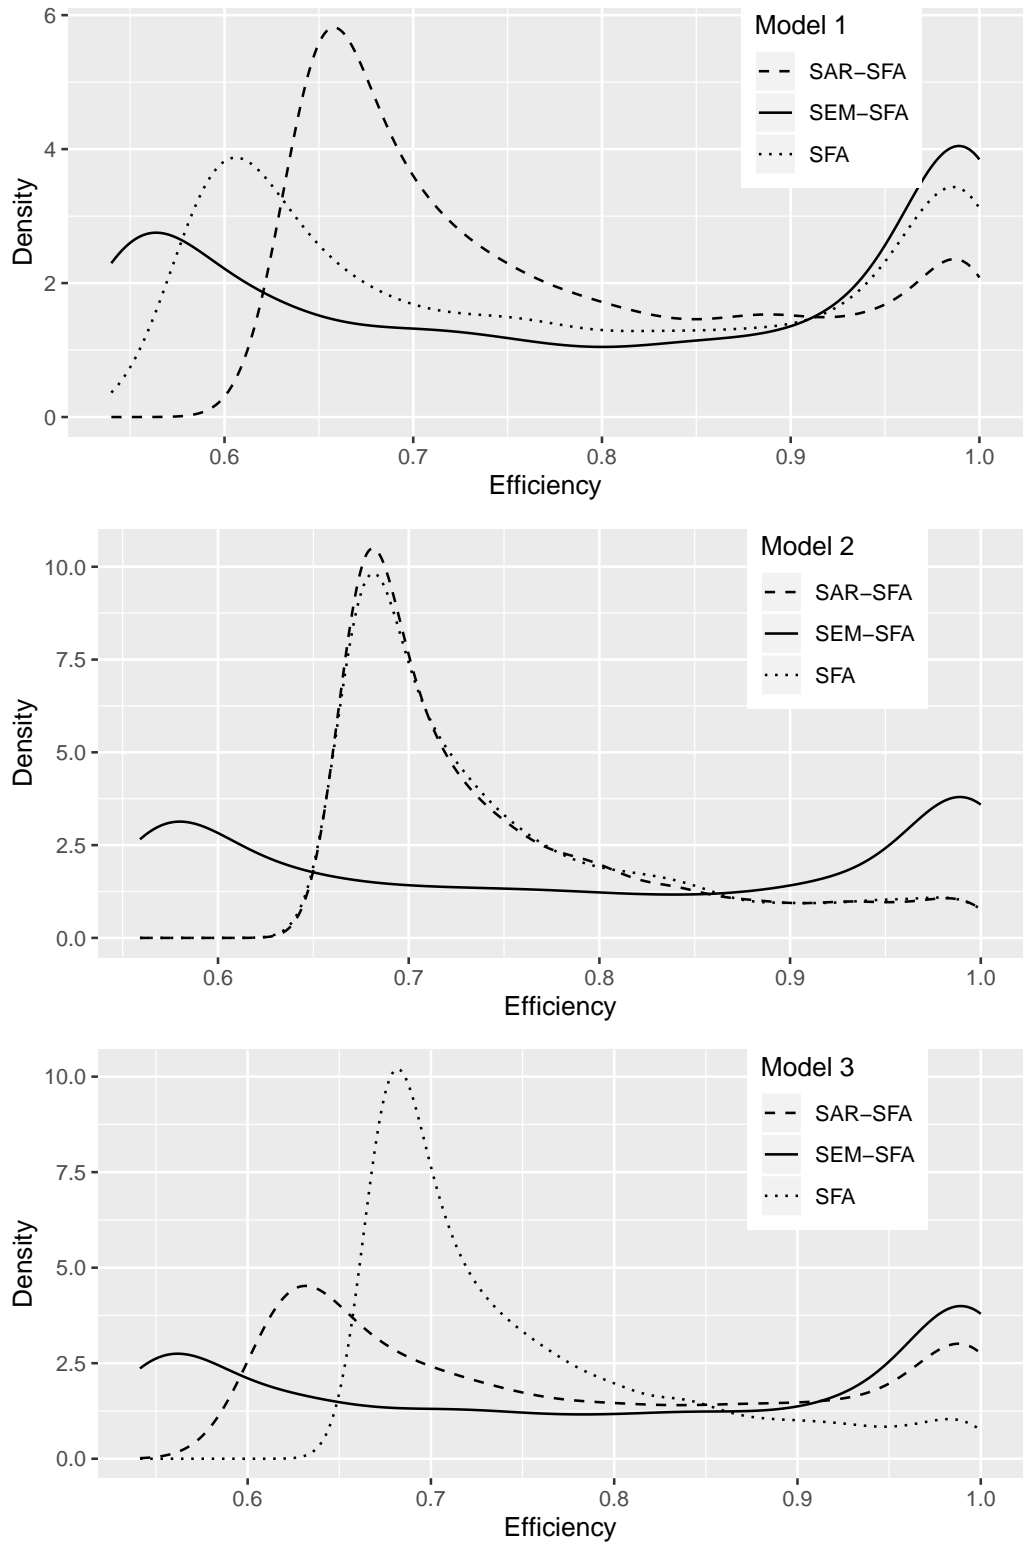 Model 1
SAR−SFA
SEM−SFA
SFA
6
4
2
0
Density
0.6 0.7 0.8 0.9 1.0
Efficiency
Model 2
SAR−SFA
SEM−SFA
SFA
10.0
7.5
5.0
2.5
0.0
Density
0.6 0.7 0.8 0.9 1.0
Efficiency
Model 3
SAR−SFA
SEM−SFA
SFA
10.0
7.5
5.0
2.5
0.0
Density
0.6 0.7 0.8 0.9 1.0
Efficiency